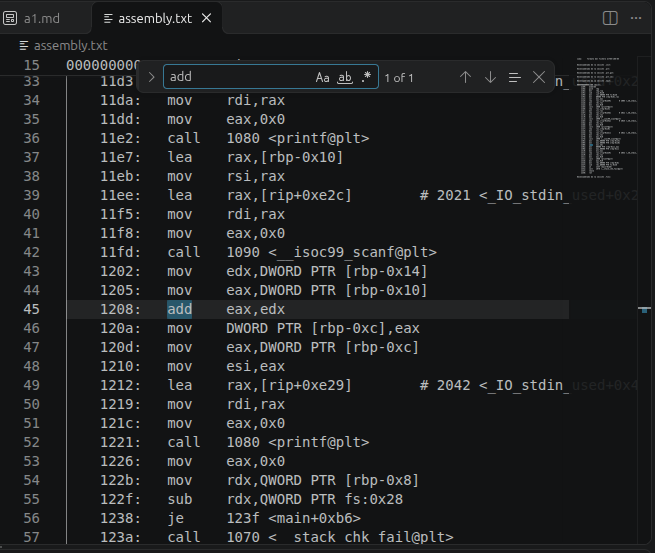 a1.md
assembly.txt
assembly.txt
add
Aa ab .* 1 of 1
15 000000000
33 11d3:
34 11da: mov rdi,rax
35 11dd: mov eax,0x0
36 11e2: call 1080 <printf@plt>
37 11e7: lea rax,[rbp-0x10]
38 11eb: mov rsi,rax
39 11ee: lea rax,[rip+0xe2c] # 2021 <_IO_stdin_used+0x2
40 11f5: mov rdi,rax
41 11f8: mov eax,0x0
42 11fd: call 1090 <__isoc99_scanf@plt>
43 1202: mov edx,DWORD PTR [rbp-0x14]
44 1205: mov eax,DWORD PTR [rbp-0x10]
45 1208: add eax,edx
46 120a: mov DWORD PTR [rbp-0xc],eax
47 120d: mov eax,DWORD PTR [rbp-0xc]
48 1210: mov esi,eax
49 1212: lea rax,[rip+0xe29] # 2042 <_IO_stdin_used+0x4
50 1219: mov rdi,rax
51 121c: mov eax,0x0
52 1221: call 1080 <printf@plt>
53 1226: mov eax,0x0
54 122b: mov rdx,QWORD PTR [rbp-0x8]
55 122f: sub rdx,QWORD PTR fs:0x28
56 1238: je 123f <main+0xb6>
57 123a: call 1070 <__stack_chk_fail@plt>